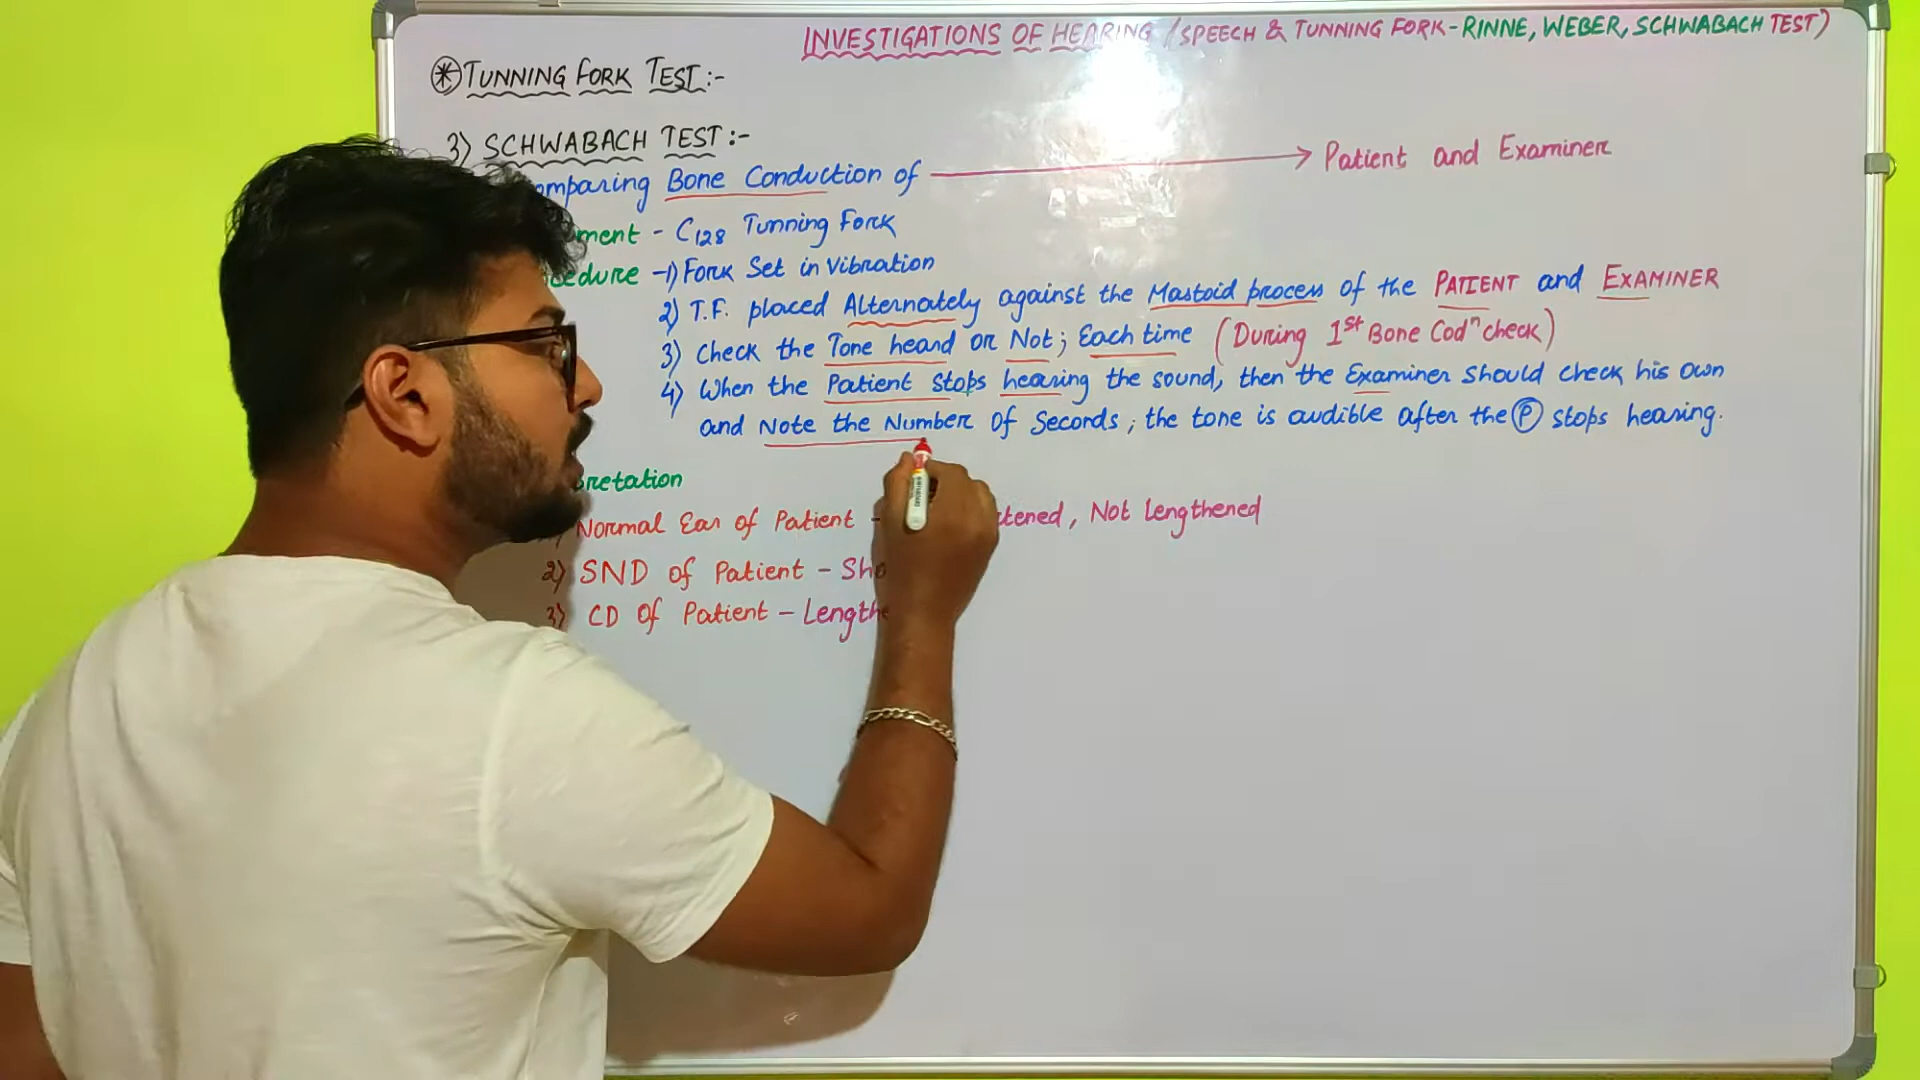 INVESTIGATIONS OF HEARING (SPEECH & TUNNING FORK-RINNE, WEBER, SCHWABACH TEST)
TUNNING FORK TEST:-
3) SCHWABACH TEST:-
omparing Bone Conduction of → Patient and Examiner
ment - C128 Tunning Fork
cedure -1) Fork Set in Vibration
2) T.F. placed Alternately against the Mastoid process of the PATIENT and EXAMINER
3) Check the Tone heard or Not; Each time (During 1st Bone Codn check)
4) When the Patient Stops hearing the sound, then the Examiner should check his own
and Note the Number Of Seconds; the tone is audible after the P stops hearing.
retation
Normal Ear of Patient - tened, Not Lengthened
2) SND of Patient - Sho
3) CD Of Patient - Length